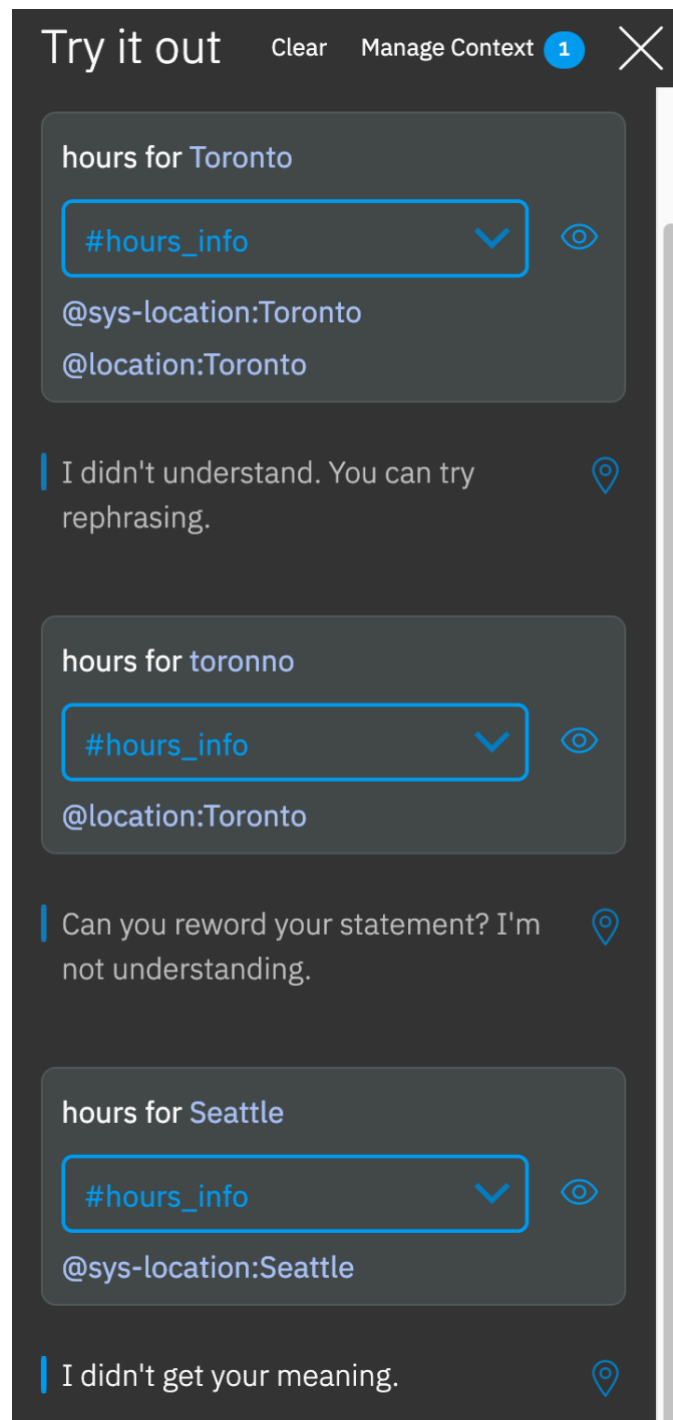 Try it out Clear Manage Context 1
hours for Toronto
#hours_info
@sys-location:Toronto
@location:Toronto
I didn't understand. You can try
rephrasing.
hours for toronno
#hours_info
@location:Toronto
Can you reword your statement? I'm
not understanding.
hours for Seattle
#hours_info
@sys-location:Seattle
I didn't get your meaning.